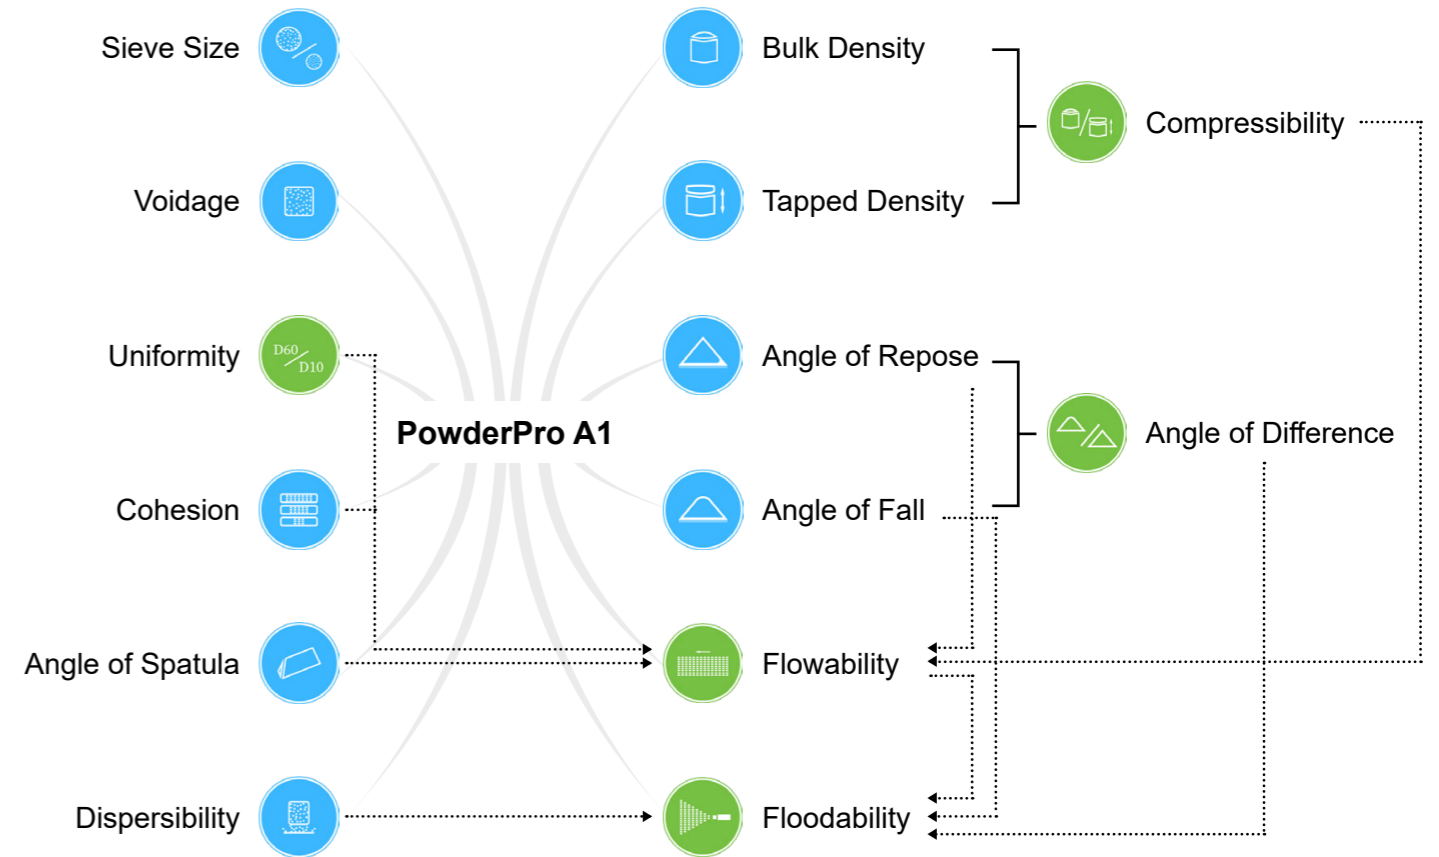 Sieve Size
Bulk Density
Compressibility
Voidage
Tapped Density
Uniformity
D60
D10
Angle of Repose
PowderPro A1
Angle of Difference
Cohesion
Angle of Fall
Angle of Spatula
Flowability
Dispersibility
Floodability